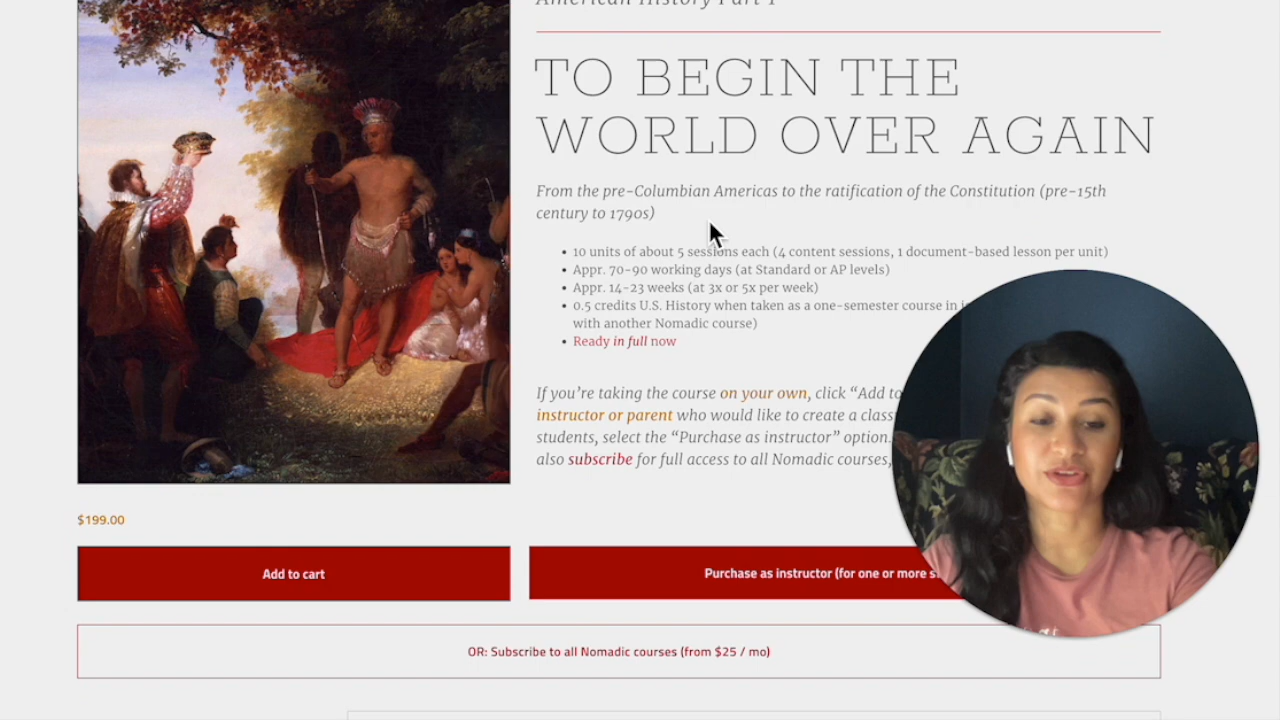 American History Part 1
TO BEGIN THE
WORLD OVER AGAIN
From the pre-Columbian Americas to the ratification of the Constitution (pre-15th
century to 1790s)
• 10 units of about 5 sessions each (4 content sessions, 1 document-based lesson per unit)
• Appr. 70-90 working days (at Standard or AP levels)
• Appr. 14-23 weeks (at 3x or 5x per week)
• 0.5 credits U.S. History when taken as a one-semester course in
with another Nomadic course)
• Ready in full now
If you’re taking the course on your own, click “Add to
instructor or parent who would like to create a class
students, select the “Purchase as instructor” option.
also subscribe for full access to all Nomadic courses,
$199.00
Add to cart
Purchase as instructor (for one or more
OR: Subscribe to all Nomadic courses (from $25 / mo)